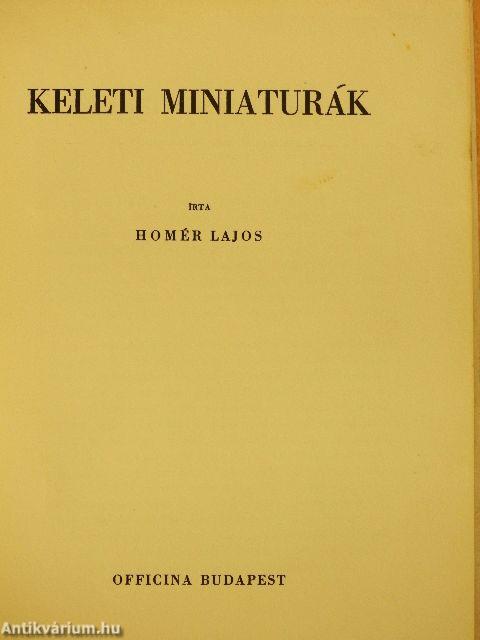 KELETI MINIATURÁK
ÍRTA
HOMÉR LAJOS
OFFICINA BUDAPEST
Antikvárium.hu